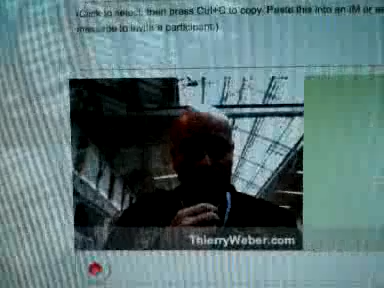 (Click to select, then press Ctrl+C to copy. Paste this into an IM or
message to invite a participant.)
ThierryWeber.com